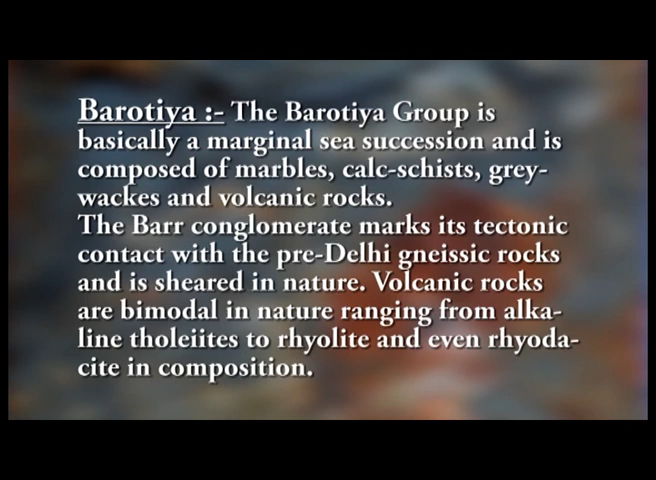 Barotiya :- The Barotiya Group is
basically a marginal sea succession and is
composed of marbles, calc-schists, grey-
wackes and volcanic rocks.
The Barr conglomerate marks its tectonic
contact with the pre-Delhi gneissic rocks
and is sheared in nature. Volcanic rocks
are bimodal in nature ranging from alka-
line tholeiites to rhyolite and even rhyoda-
cite in composition.